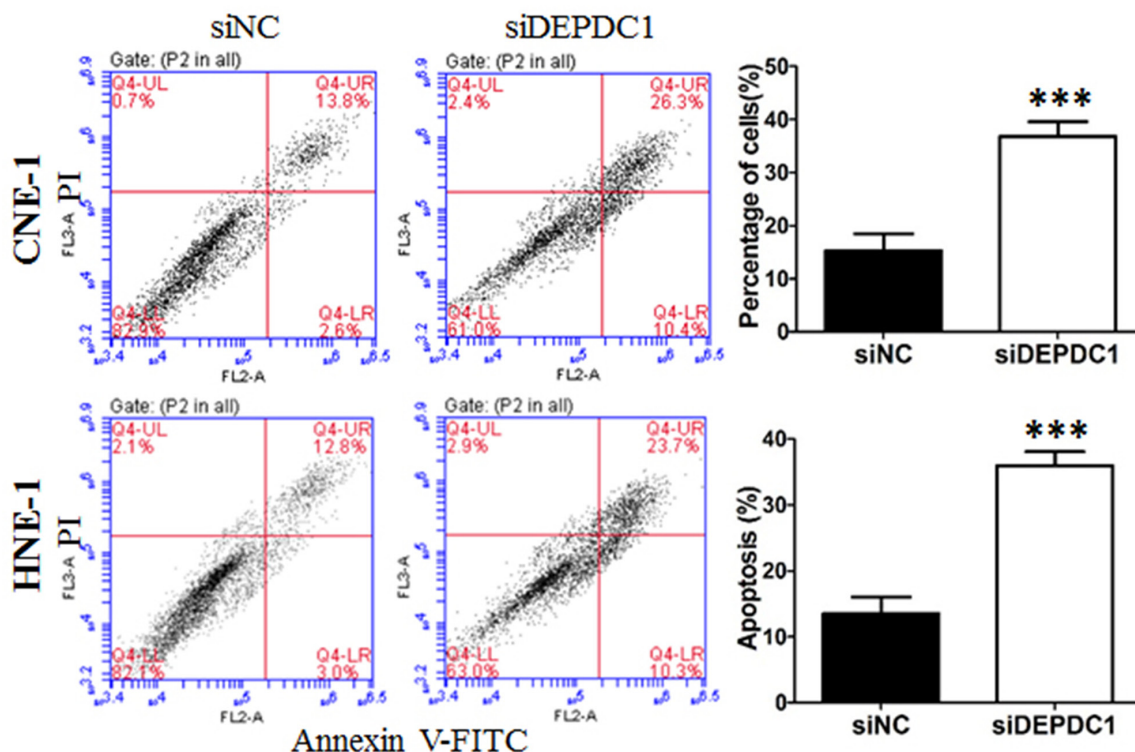 siNC
siDEPDC1
CNE-1
PI
Gate: (P2 in all)
Q4-UL
0.7%
Q4-UR
13.8%
Q4-LL
82.9%
Q4-LR
2.6%
FL3-A
FL2-A
Gate: (P2 in all)
Q4-UL
2.4%
Q4-UR
26.3%
Q4-LL
61.0%
Q4-LR
10.4%
FL2-A
Percentage of cells(%)
50
40
30
20
10
0
***
siNC
siDEPDC1
HNE-1
PI
Gate: (P2 in all)
Q4-UL
2.1%
Q4-UR
12.8%
Q4-LL
82.1%
Q4-LR
3.0%
FL3-A
FL2-A
Gate: (P2 in all)
Q4-UL
2.9%
Q4-UR
23.7%
Q4-LL
63.0%
Q4-LR
10.3%
FL2-A
Apoptosis (%)
40
30
20
10
0
***
siNC
siDEPDC1
Annexin V-FITC